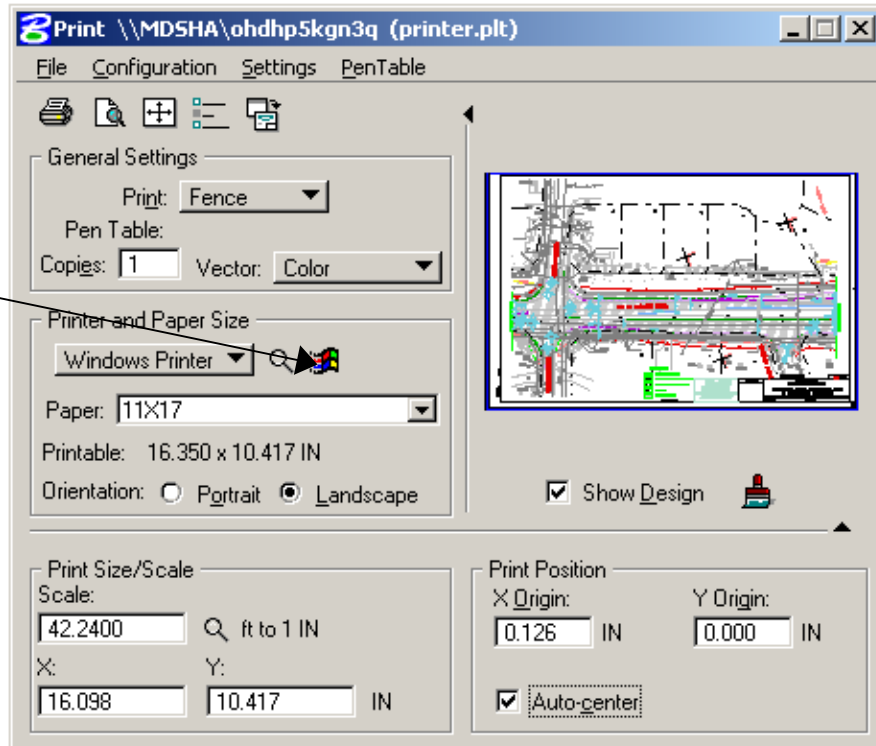 Print \\MDSHA\ohdhp5kgn3q (printer.plt)
File Configuration Settings PenTable
General Settings
Print: Fence
Pen Table:
Copies: 1 Vector: Color
Printer and Paper Size
Windows Printer
Paper: 11X17
Printable: 16.350 x 10.417 IN
Orientation: Portrait Landscape
Show Design
Print Size/Scale
Scale:
42.2400 ft to 1 IN
X: Y:
16.098 10.417 IN
Print Position
X Origin: Y Origin:
0.126 IN 0.000 IN
Auto-center